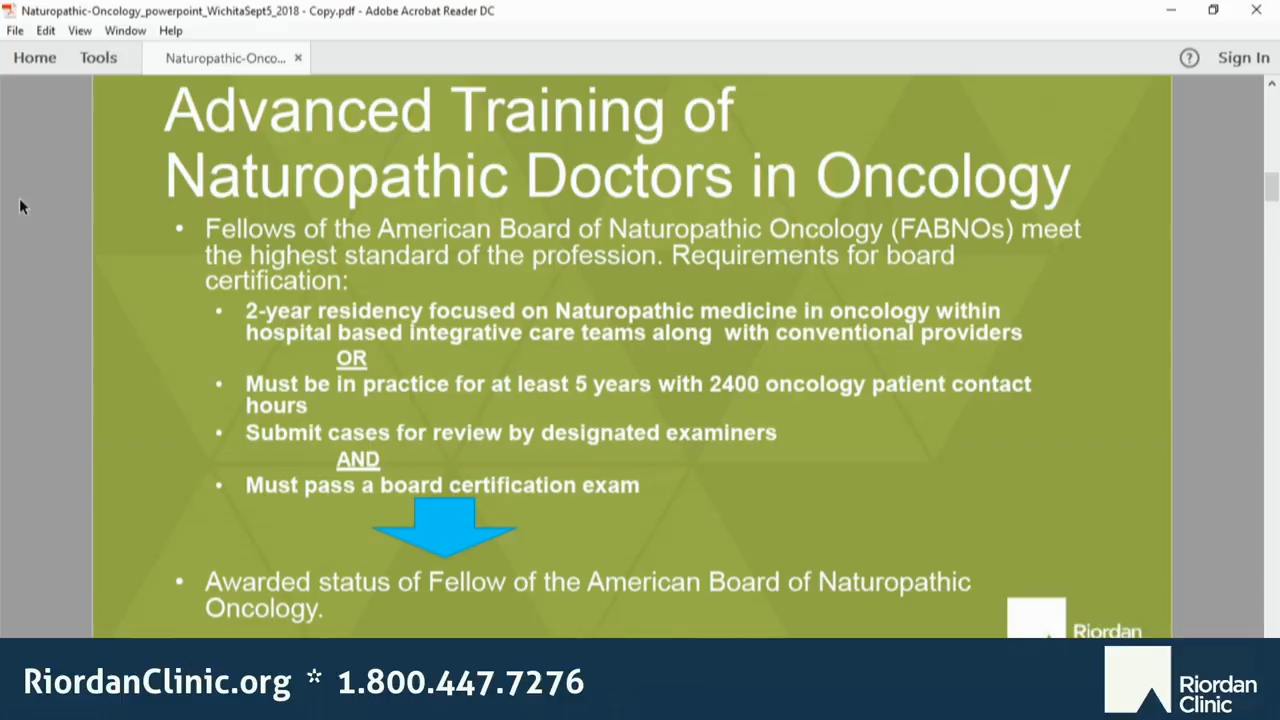 Naturopathic-Oncology_powerpoint_WichitaSept5_2018 - Copy.pdf - Adobe Acrobat Reader DC
File Edit View Window Help
Home Tools Naturopathic-Onco... × ? Sign In
Advanced Training of
Naturopathic Doctors in Oncology
• Fellows of the American Board of Naturopathic Oncology (FABNOs) meet
the highest standard of the profession. Requirements for board
certification:
• 2-year residency focused on Naturopathic medicine in oncology within
hospital based integrative care teams along with conventional providers
OR
• Must be in practice for at least 5 years with 2400 oncology patient contact
hours
• Submit cases for review by designated examiners
AND
• Must pass a board certification exam
• Awarded status of Fellow of the American Board of Naturopathic
Oncology.
Riordan
RiordanClinic.org * 1.800.447.7276
Riordan
Clinic